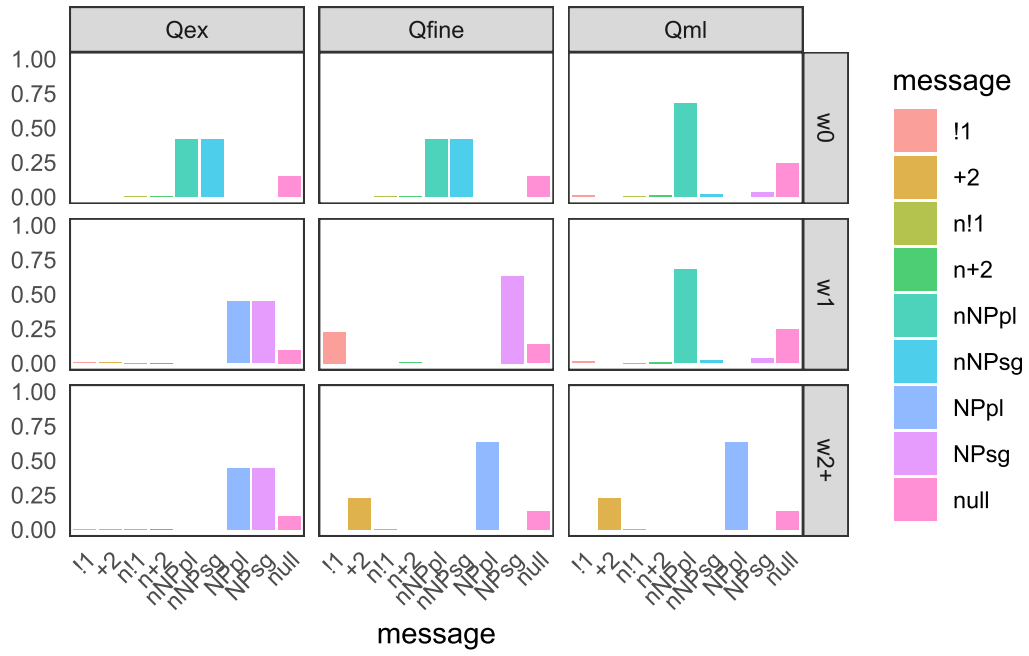 Qex Qfine Qml
1.00
0.75
0.50
0.25
0.00
w0
1.00
0.75
0.50
0.25
0.00
w1
1.00
0.75
0.50
0.25
0.00
w2+
!1 +2 n!1 n+2 nNPpl nNPsg NPpl NPsg null
!1 +2 n!1 n+2 nNPpl nNPsg NPpl NPsg null
!1 +2 n!1 n+2 nNPpl nNPsg NPpl NPsg null
message
message
!1
+2
n!1
n+2
nNPpl
nNPsg
NPpl
NPsg
null